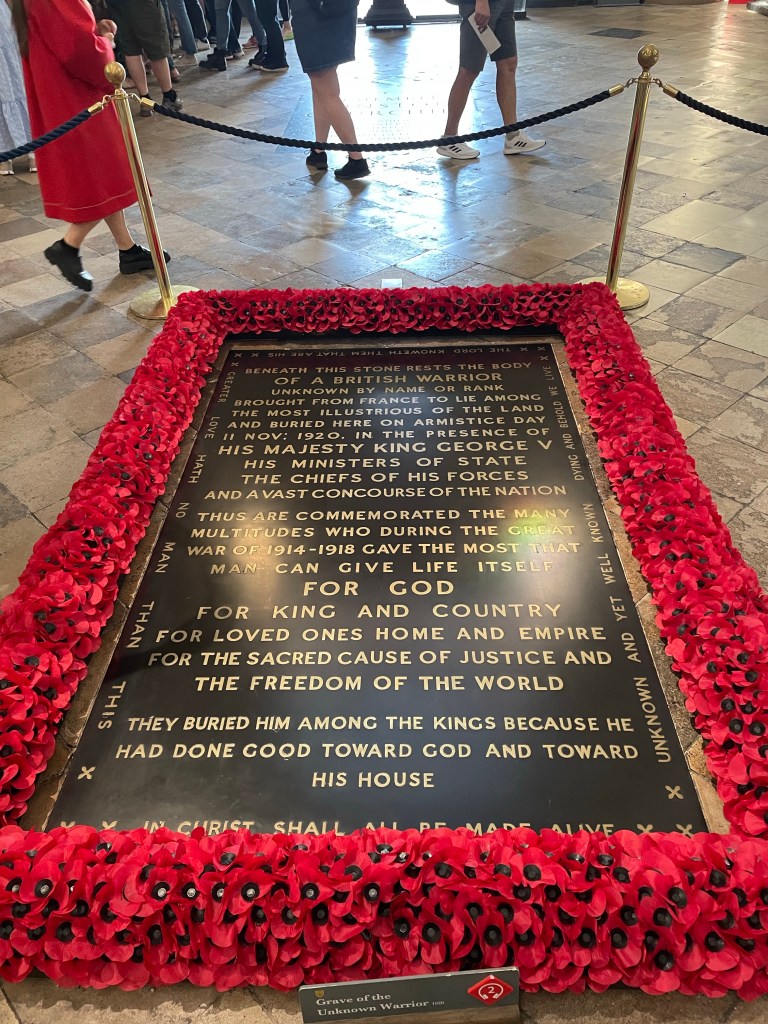 THE LORD KNOWETH THEM THAT ARE HIS
BENEATH THIS STONE RESTS THE BODY
OF A BRITISH WARRIOR
UNKNOWN BY NAME OR RANK
BROUGHT FROM FRANCE TO LIE AMONG
THE MOST ILLUSTRIOUS OF THE LAND
AND BURIED HERE ON ARMISTICE DAY
11 NOV: 1920. IN THE PRESENCE OF
HIS MAJESTY KING GEORGE V
HIS MINISTERS OF STATE
THE CHIEFS OF HIS FORCES
AND A VAST CONCOURSE OF THE NATION
THUS ARE COMMEMORATED THE MANY
MULTITUDES WHO DURING THE GREAT
WAR OF 1914-1918 GAVE THE MOST THAT
MAN CAN GIVE LIFE ITSELF
FOR GOD
FOR KING AND COUNTRY
FOR LOVED ONES HOME AND EMPIRE
FOR THE SACRED CAUSE OF JUSTICE AND
THE FREEDOM OF THE WORLD
THEY BURIED HIM AMONG THE KINGS BECAUSE HE
HAD DONE GOOD TOWARD GOD AND TOWARD
HIS HOUSE
GREATER LOVE HATH NO MAN THAN THIS
UNKNOWN AND YET WELL KNOWN DYING AND BEHOLD WE LIVE
IN CHRIST SHALL ALL BE MADE ALIVE
Grave of the
Unknown Warrior 1920
2